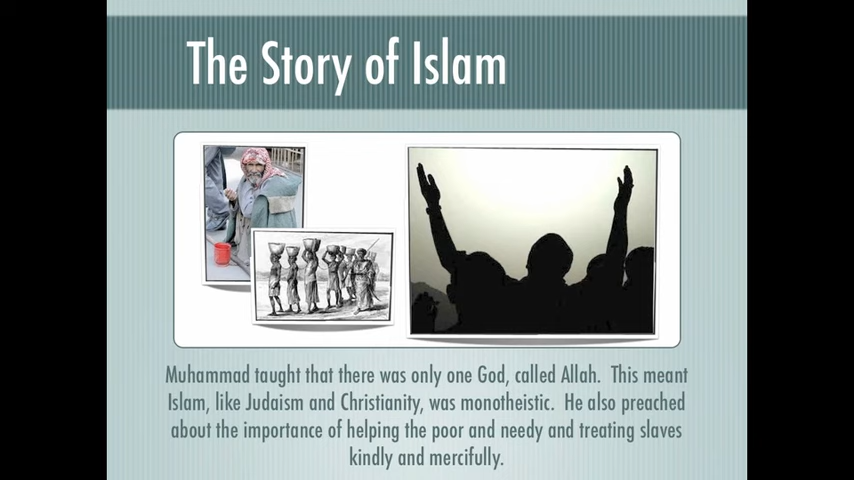 The Story of Islam
Muhammad taught that there was only one God, called Allah.  This meant
Islam, like Judaism and Christianity, was monotheistic.  He also preached
about the importance of helping the poor and needy and treating slaves
kindly and mercifully.